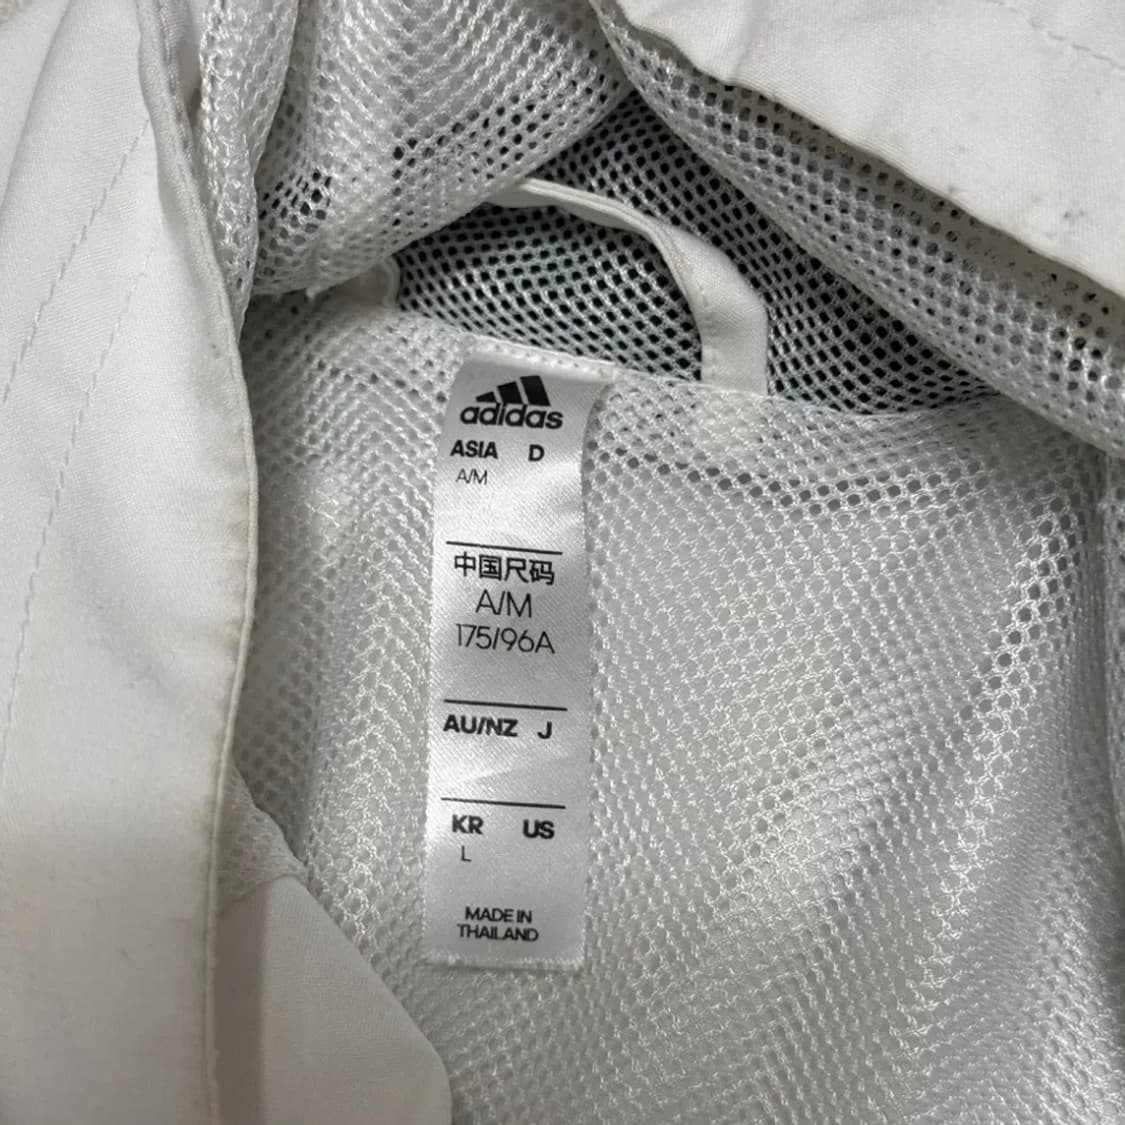 adidas
ASIA D
A/M
中国尺码
A/M
175/96A
AU/NZ J
KR US
L
MADE IN
THAILAND